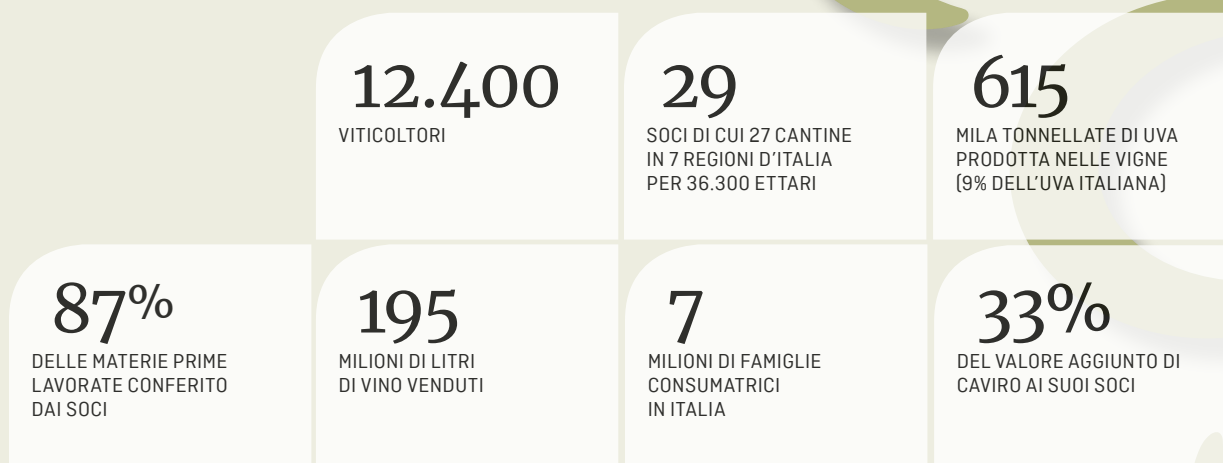 12.400
VITICOLTORI
29
SOCI DI CUI 27 CANTINE
IN 7 REGIONI D'ITALIA
PER 36.300 ETTARI
615
MILA TONNELLATE DI UVA
PRODOTTA NELLE VIGNE
(9% DELL'UVA ITALIANA)
87%
DELLE MATERIE PRIME
LAVORATE CONFERITO
DAI SOCI
195
MILIONI DI LITRI
DI VINO VENDUTI
7
MILIONI DI FAMIGLIE
CONSUMATRICI
IN ITALIA
33%
DEL VALORE AGGIUNTO DI
CAVIRO AI SUOI SOCI